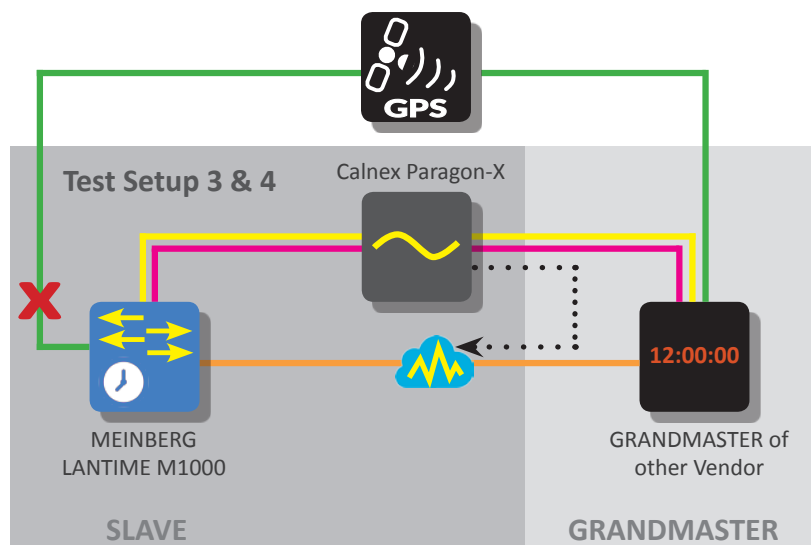 GPS
Test Setup 3 & 4
Calnex Paragon-X
12:00:00
MEINBERG
LANTIME M1000
GRANDMASTER of
other Vendor
SLAVE
GRANDMASTER